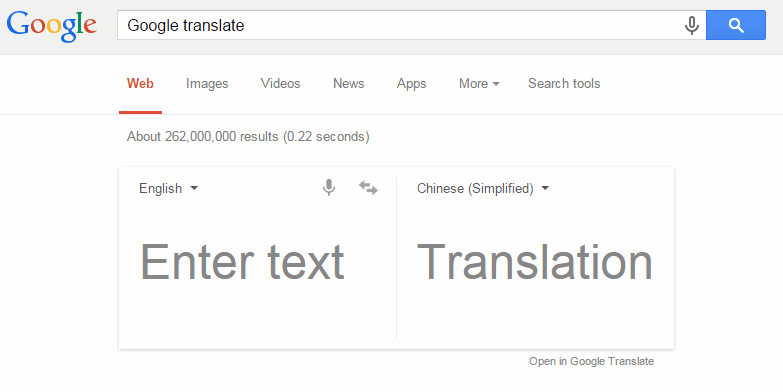 Google Google translate
Web Images Videos News Apps More Search tools
About 262,000,000 results (0.22 seconds)
English Chinese (Simplified)
Enter text Translation
Open in Google Translate